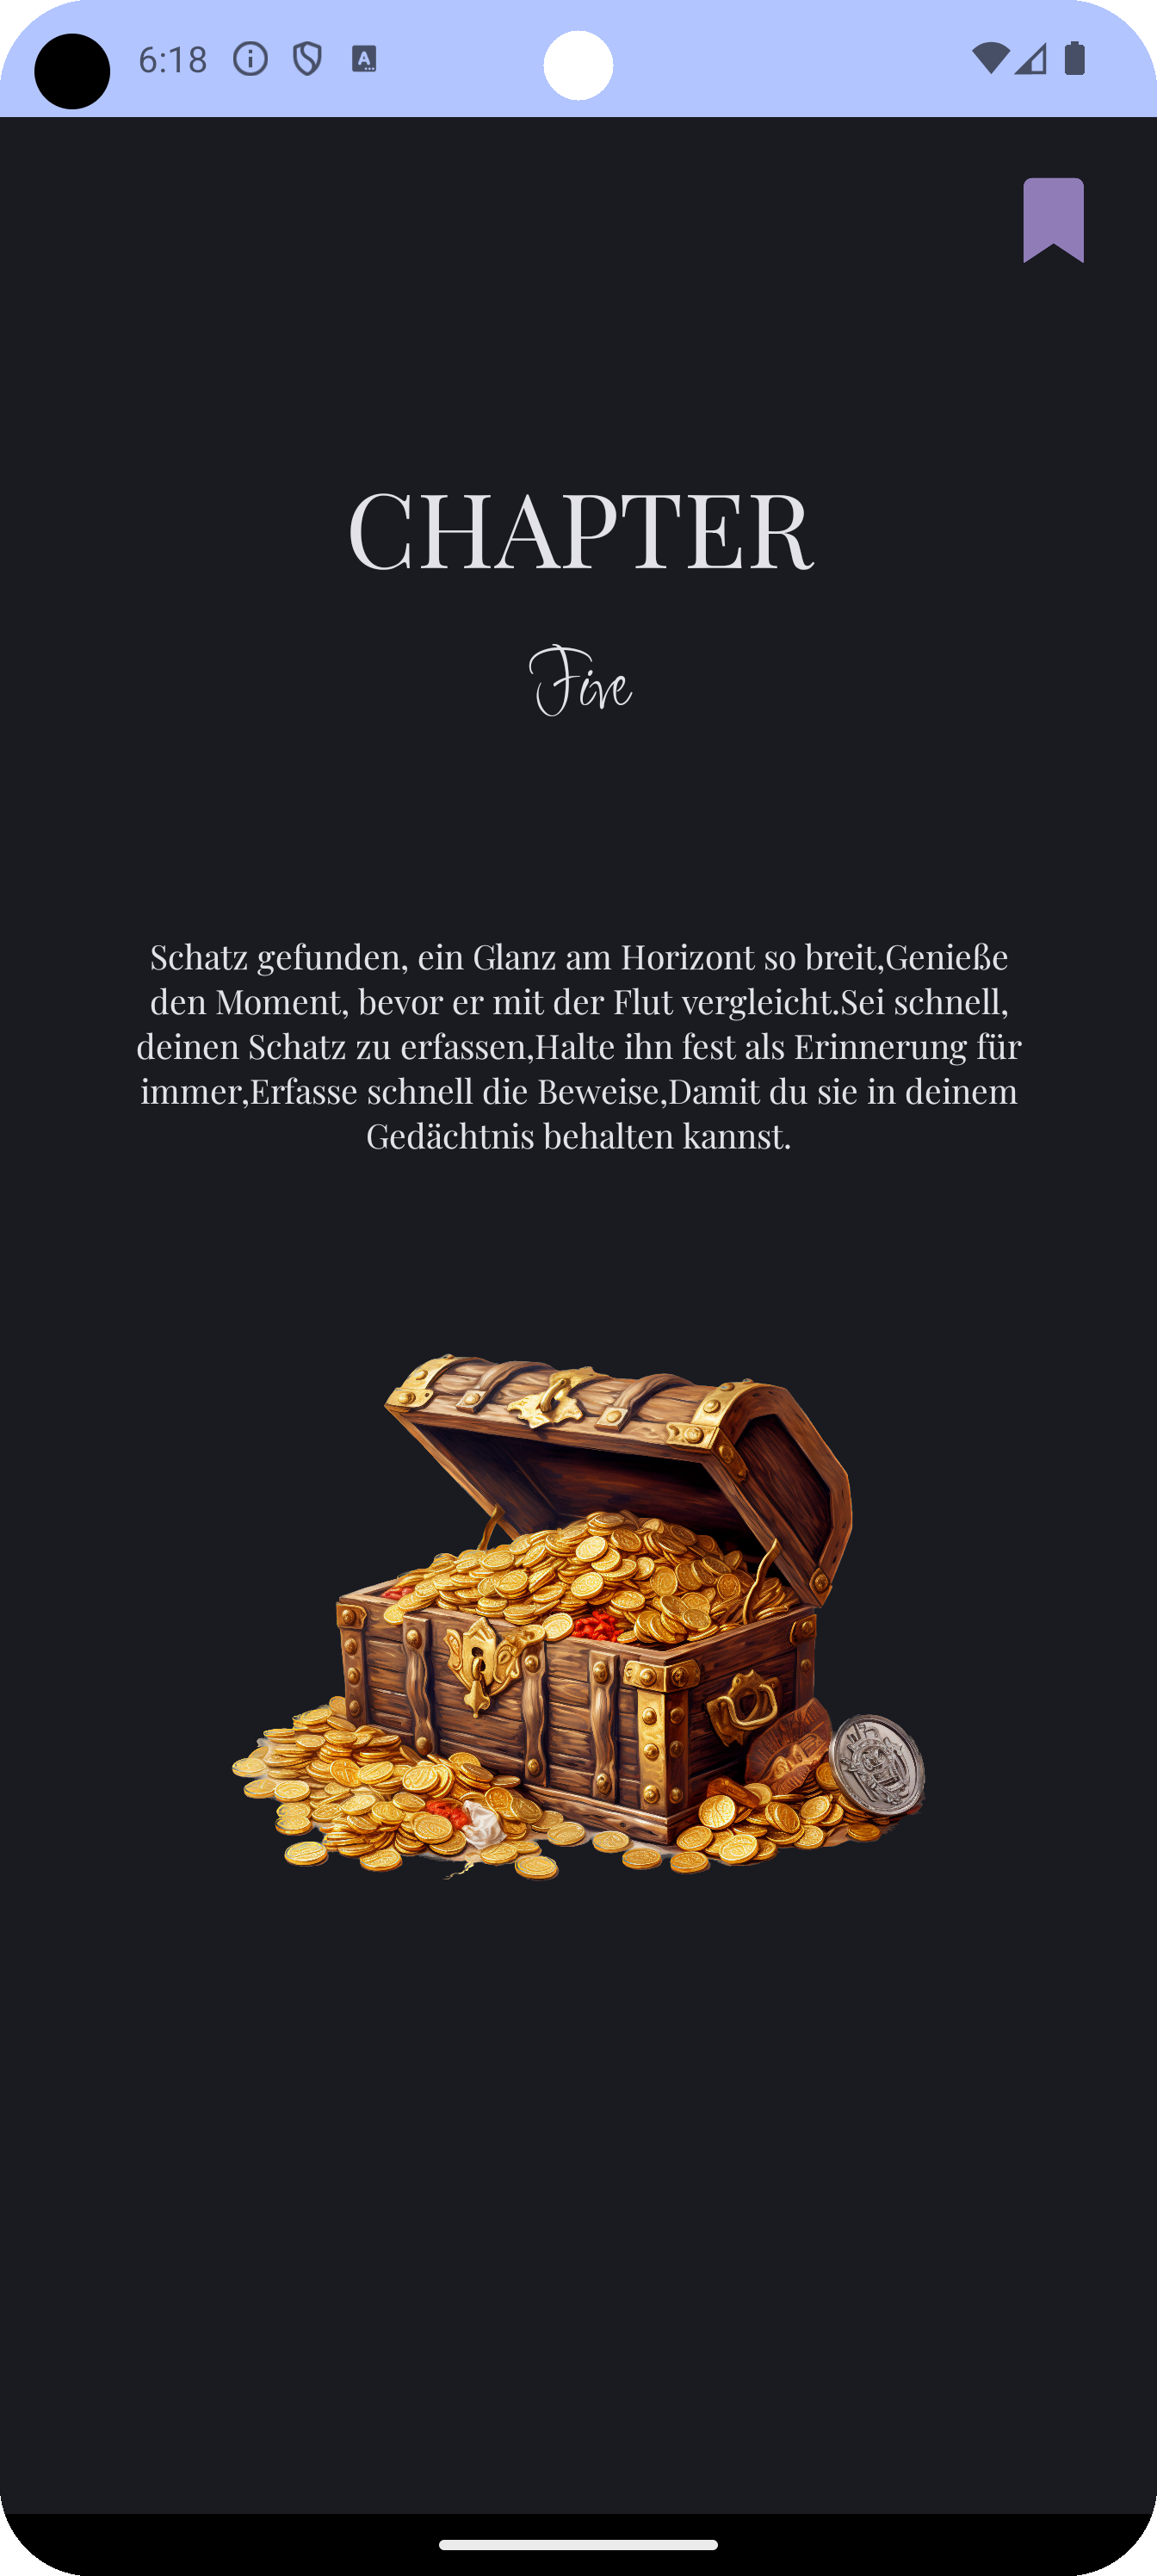 6:18
CHAPTER
Five
Schatz gefunden, ein Glanz am Horizont so breit,Genieße
den Moment, bevor er mit der Flut vergleicht.Sei schnell,
deinen Schatz zu erfassen,Halte ihn fest als Erinnerung für
immer,Erfasse schnell die Beweise,Damit du sie in deinem
Gedächtnis behalten kannst.